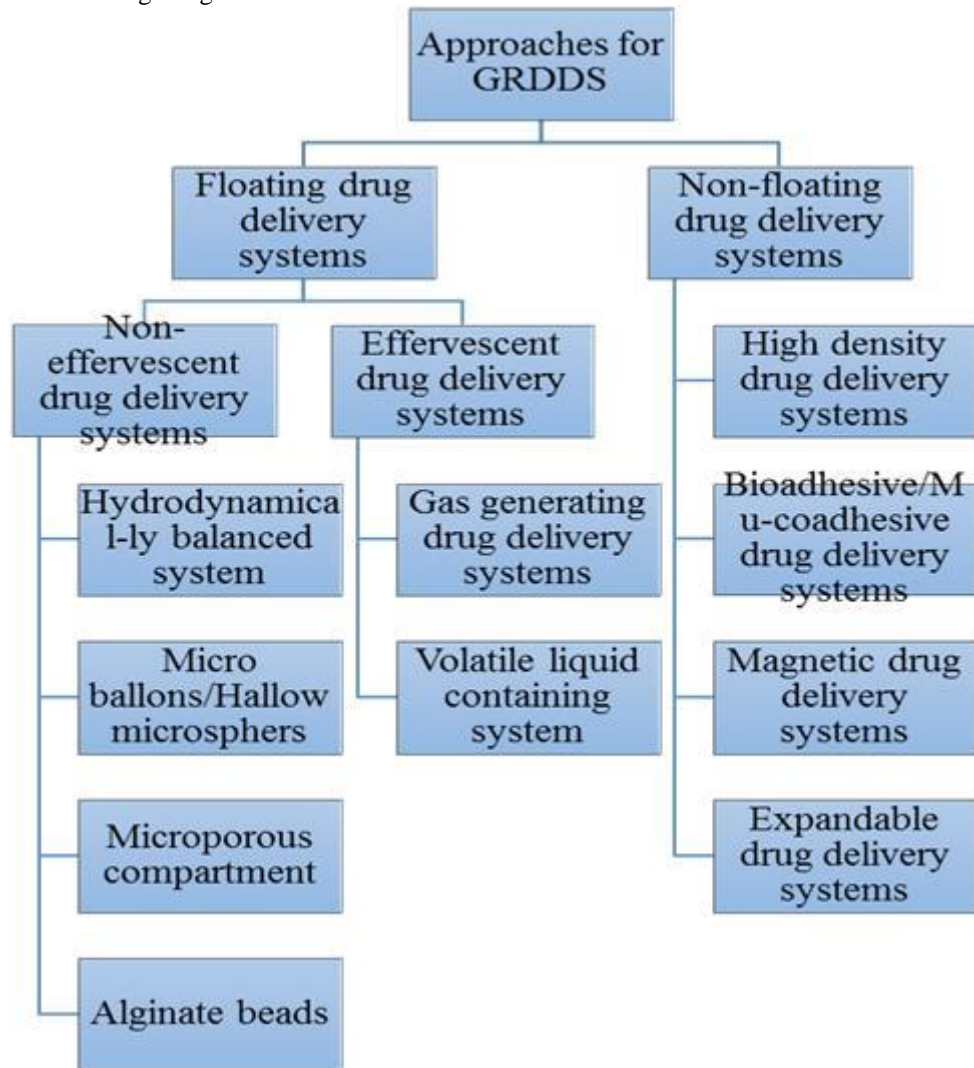 Approaches for
GRDDS
Floating drug
delivery
systems
Non-floating
drug delivery
systems
Non-
effervescent
drug delivery
systems
Effervescent
drug delivery
systems
High density
drug delivery
systems
Hydrodynamica
l-ly balanced
system
Gas generating
drug delivery
systems
Bioadhesive/M
u-coadhesive
drug delivery
systems
Micro
ballons/Hallow
microsphers
Volatile liquid
containing
system
Magnetic drug
delivery
systems
Microporous
compartment
Expandable
drug delivery
systems
Alginate beads